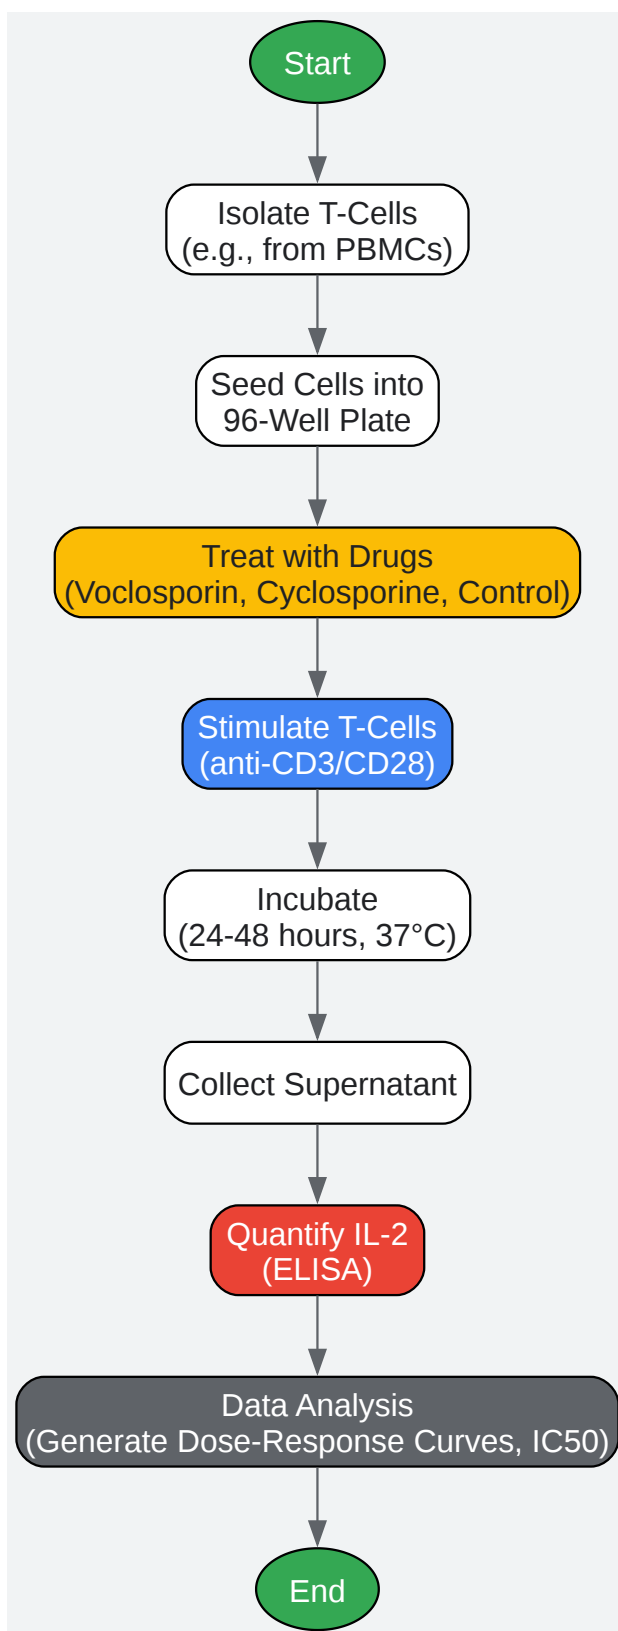 Start
Isolate T-Cells
(e.g., from PBMCs)
Seed Cells into
96-Well Plate
Treat with Drugs
(Voclosporin, Cyclosporine, Control)
Stimulate T-Cells
(anti-CD3/CD28)
Incubate
(24-48 hours, 37°C)
Collect Supernatant
Quantify IL-2
(ELISA)
Data Analysis
(Generate Dose-Response Curves, IC50)
End